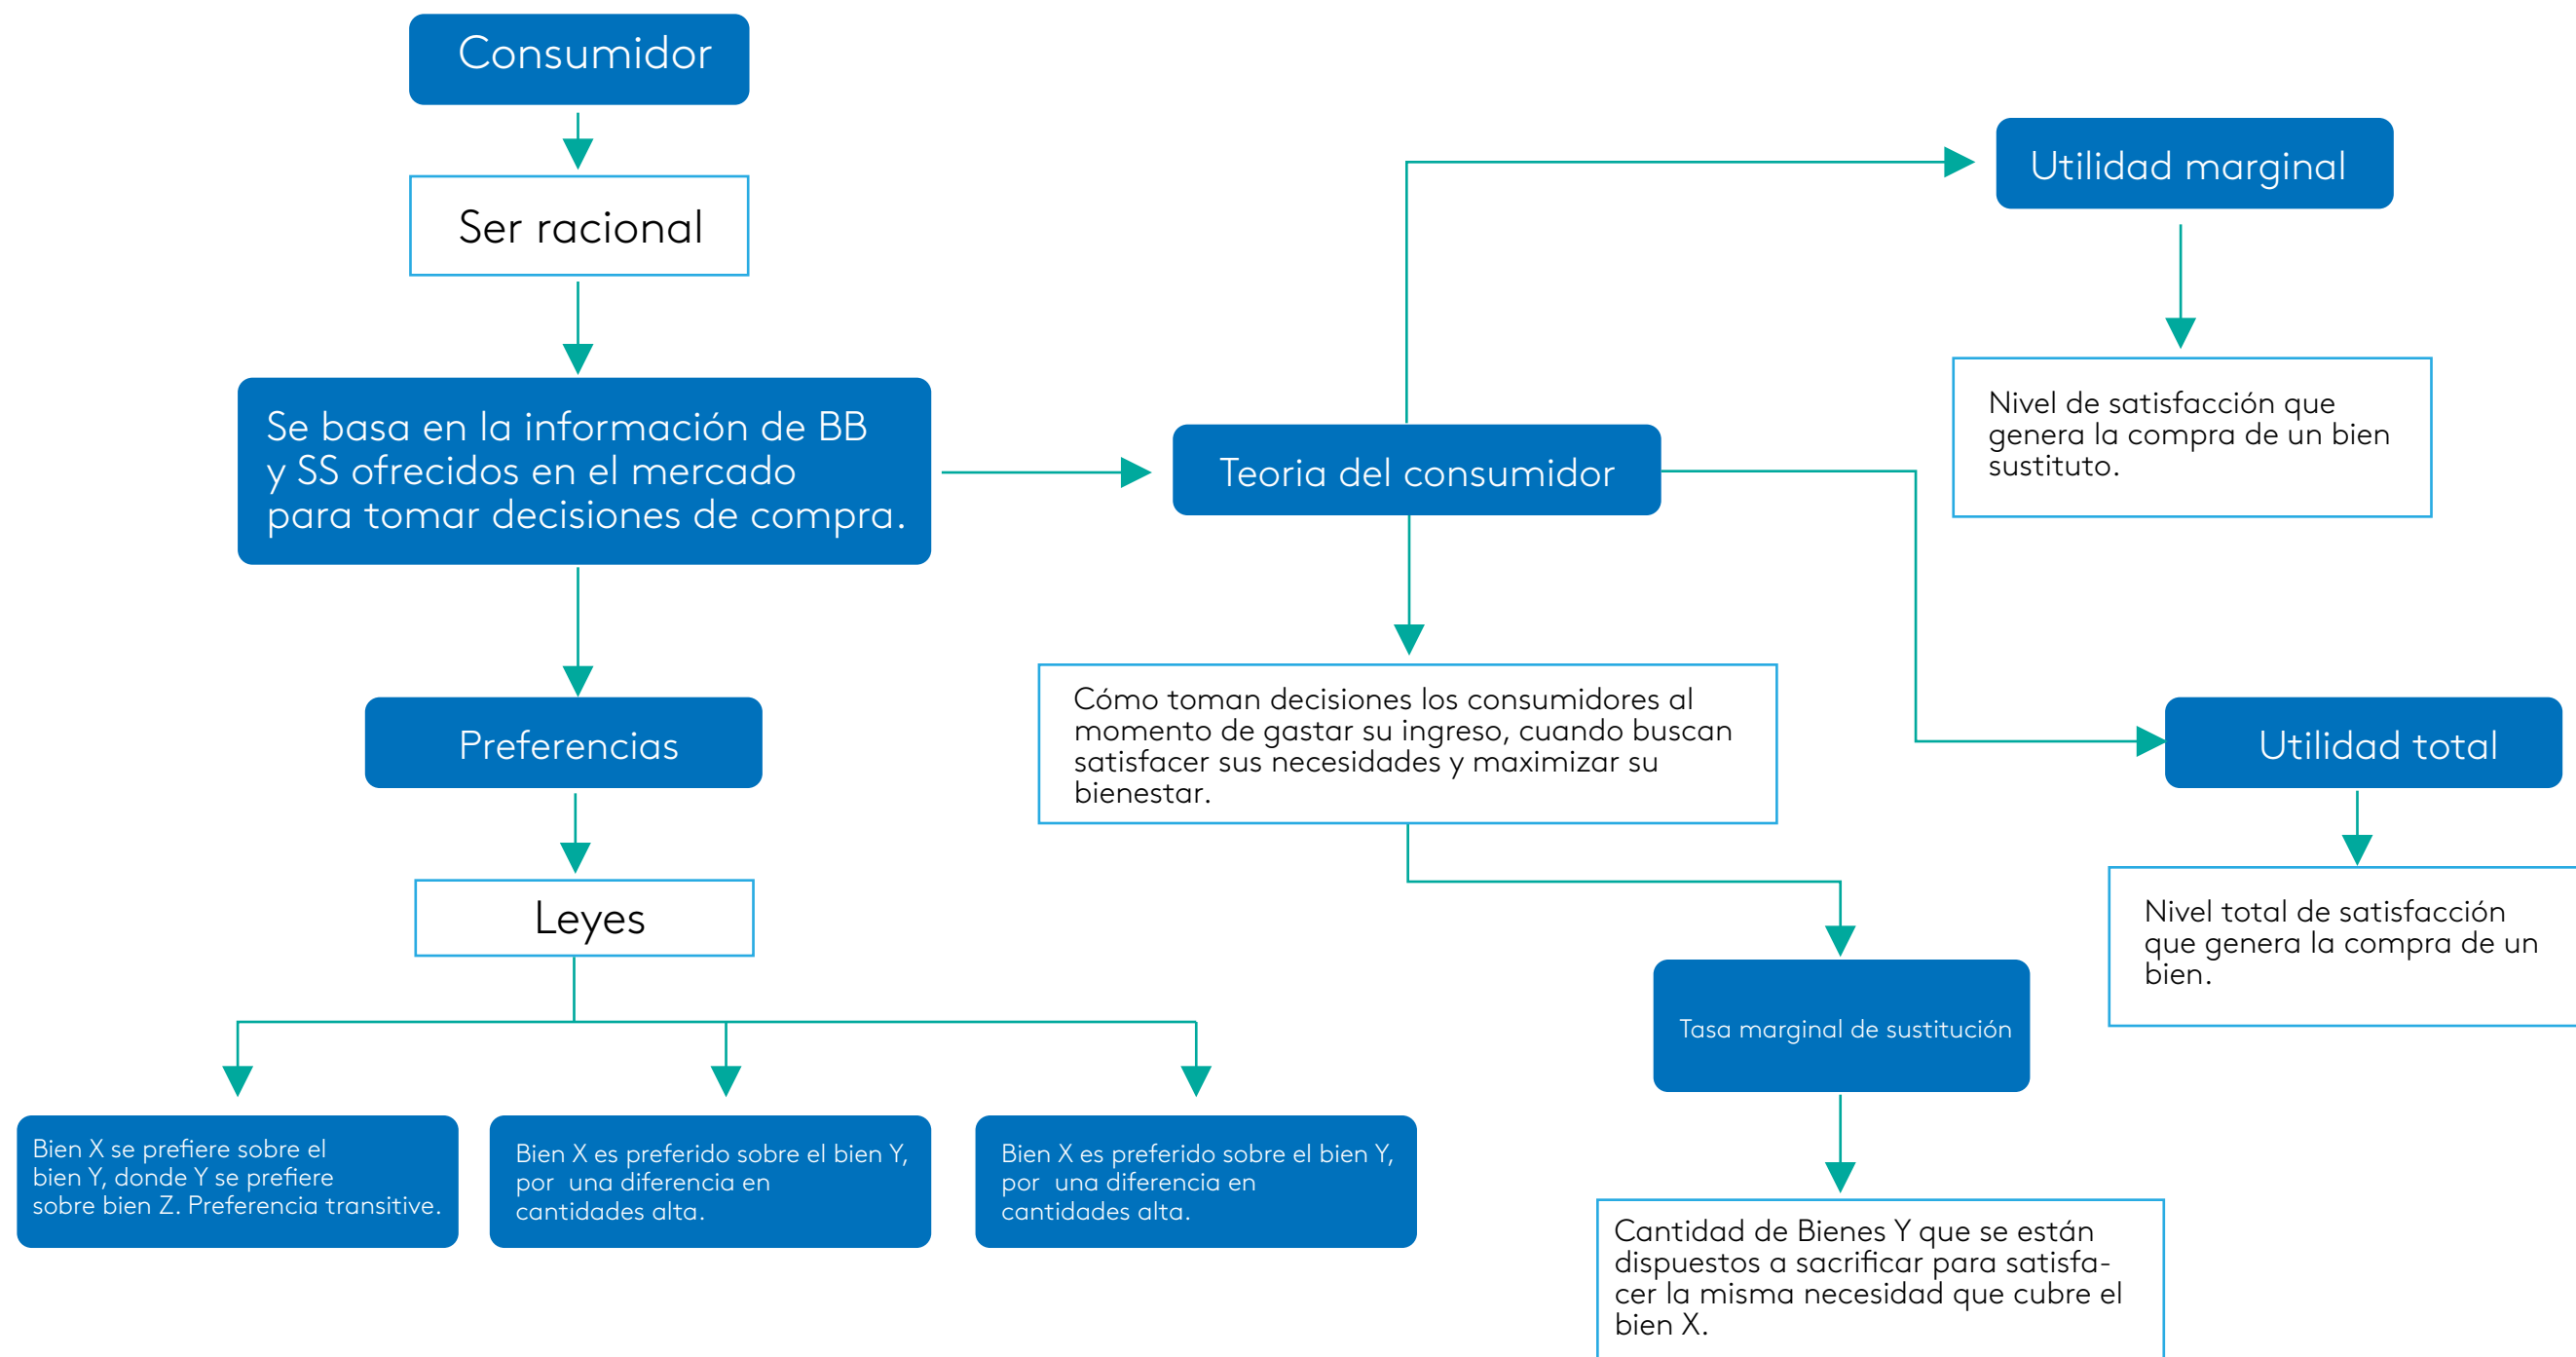 Consumidor
Ser racional
Se basa en la información de BB
y SS ofrecidos en el mercado
para tomar decisiones de compra.
Preferencias
Leyes
Bien X se prefiere sobre el
bien Y, donde Y se prefiere
sobre bien Z. Preferencia transitive.
Bien X es preferido sobre el bien Y,
por una diferencia en
cantidades alta.
Bien X es preferido sobre el bien Y,
por una diferencia en
cantidades alta.
Teoria del consumidor
Cómo toman decisiones los consumidores al
momento de gastar su ingreso, cuando buscan
satisfacer sus necesidades y maximizar su
bienestar.
Utilidad marginal
Nivel de satisfacción que
genera la compra de un bien
sustituto.
Utilidad total
Nivel total de satisfacción
que genera la compra de un
bien.
Tasa marginal de sustitución
Cantidad de Bienes Y que se están
dispuestos a sacrificar para satisfa-
cer la misma necesidad que cubre el
bien X.